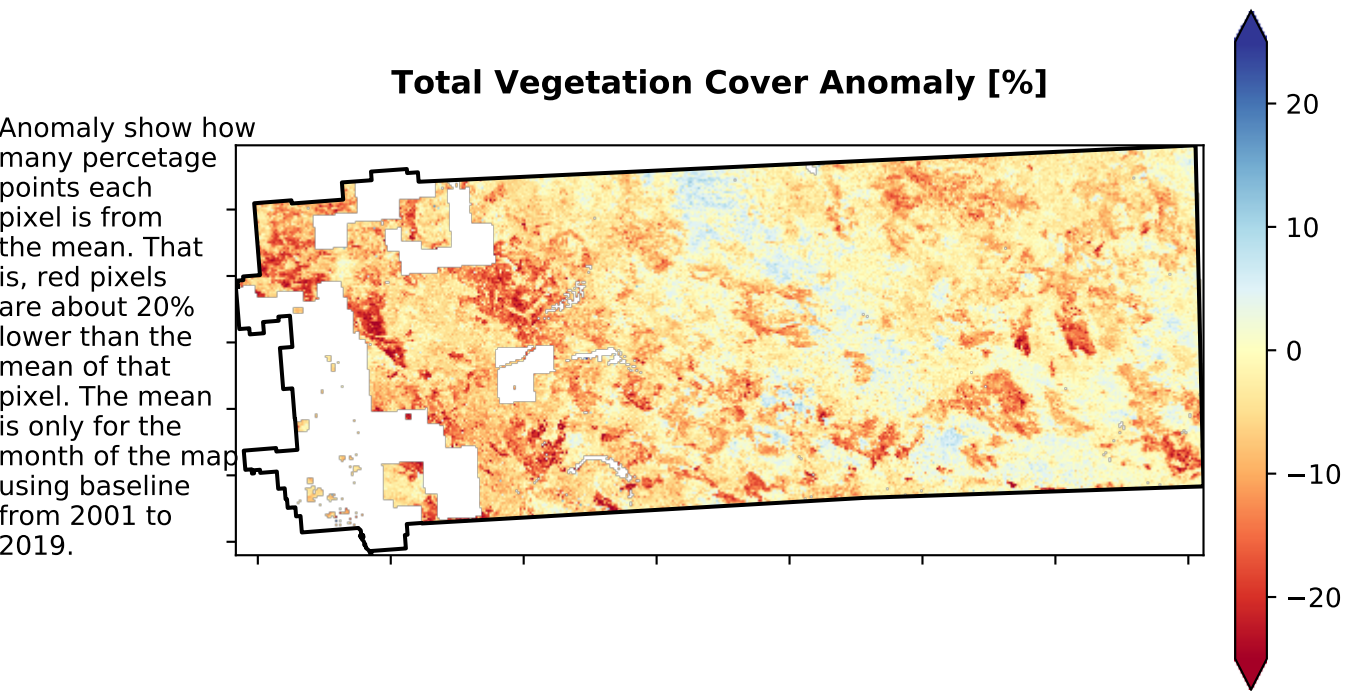 Total Vegetation Cover Anomaly [%]
Anomaly show how
many percetage
points each
pixel is from
the mean. That
is, red pixels
are about 20%
lower than the
mean of that
pixel. The mean
is only for the
month of the map
using baseline
from 2001 to
2019.
20
10
0
−10
−20